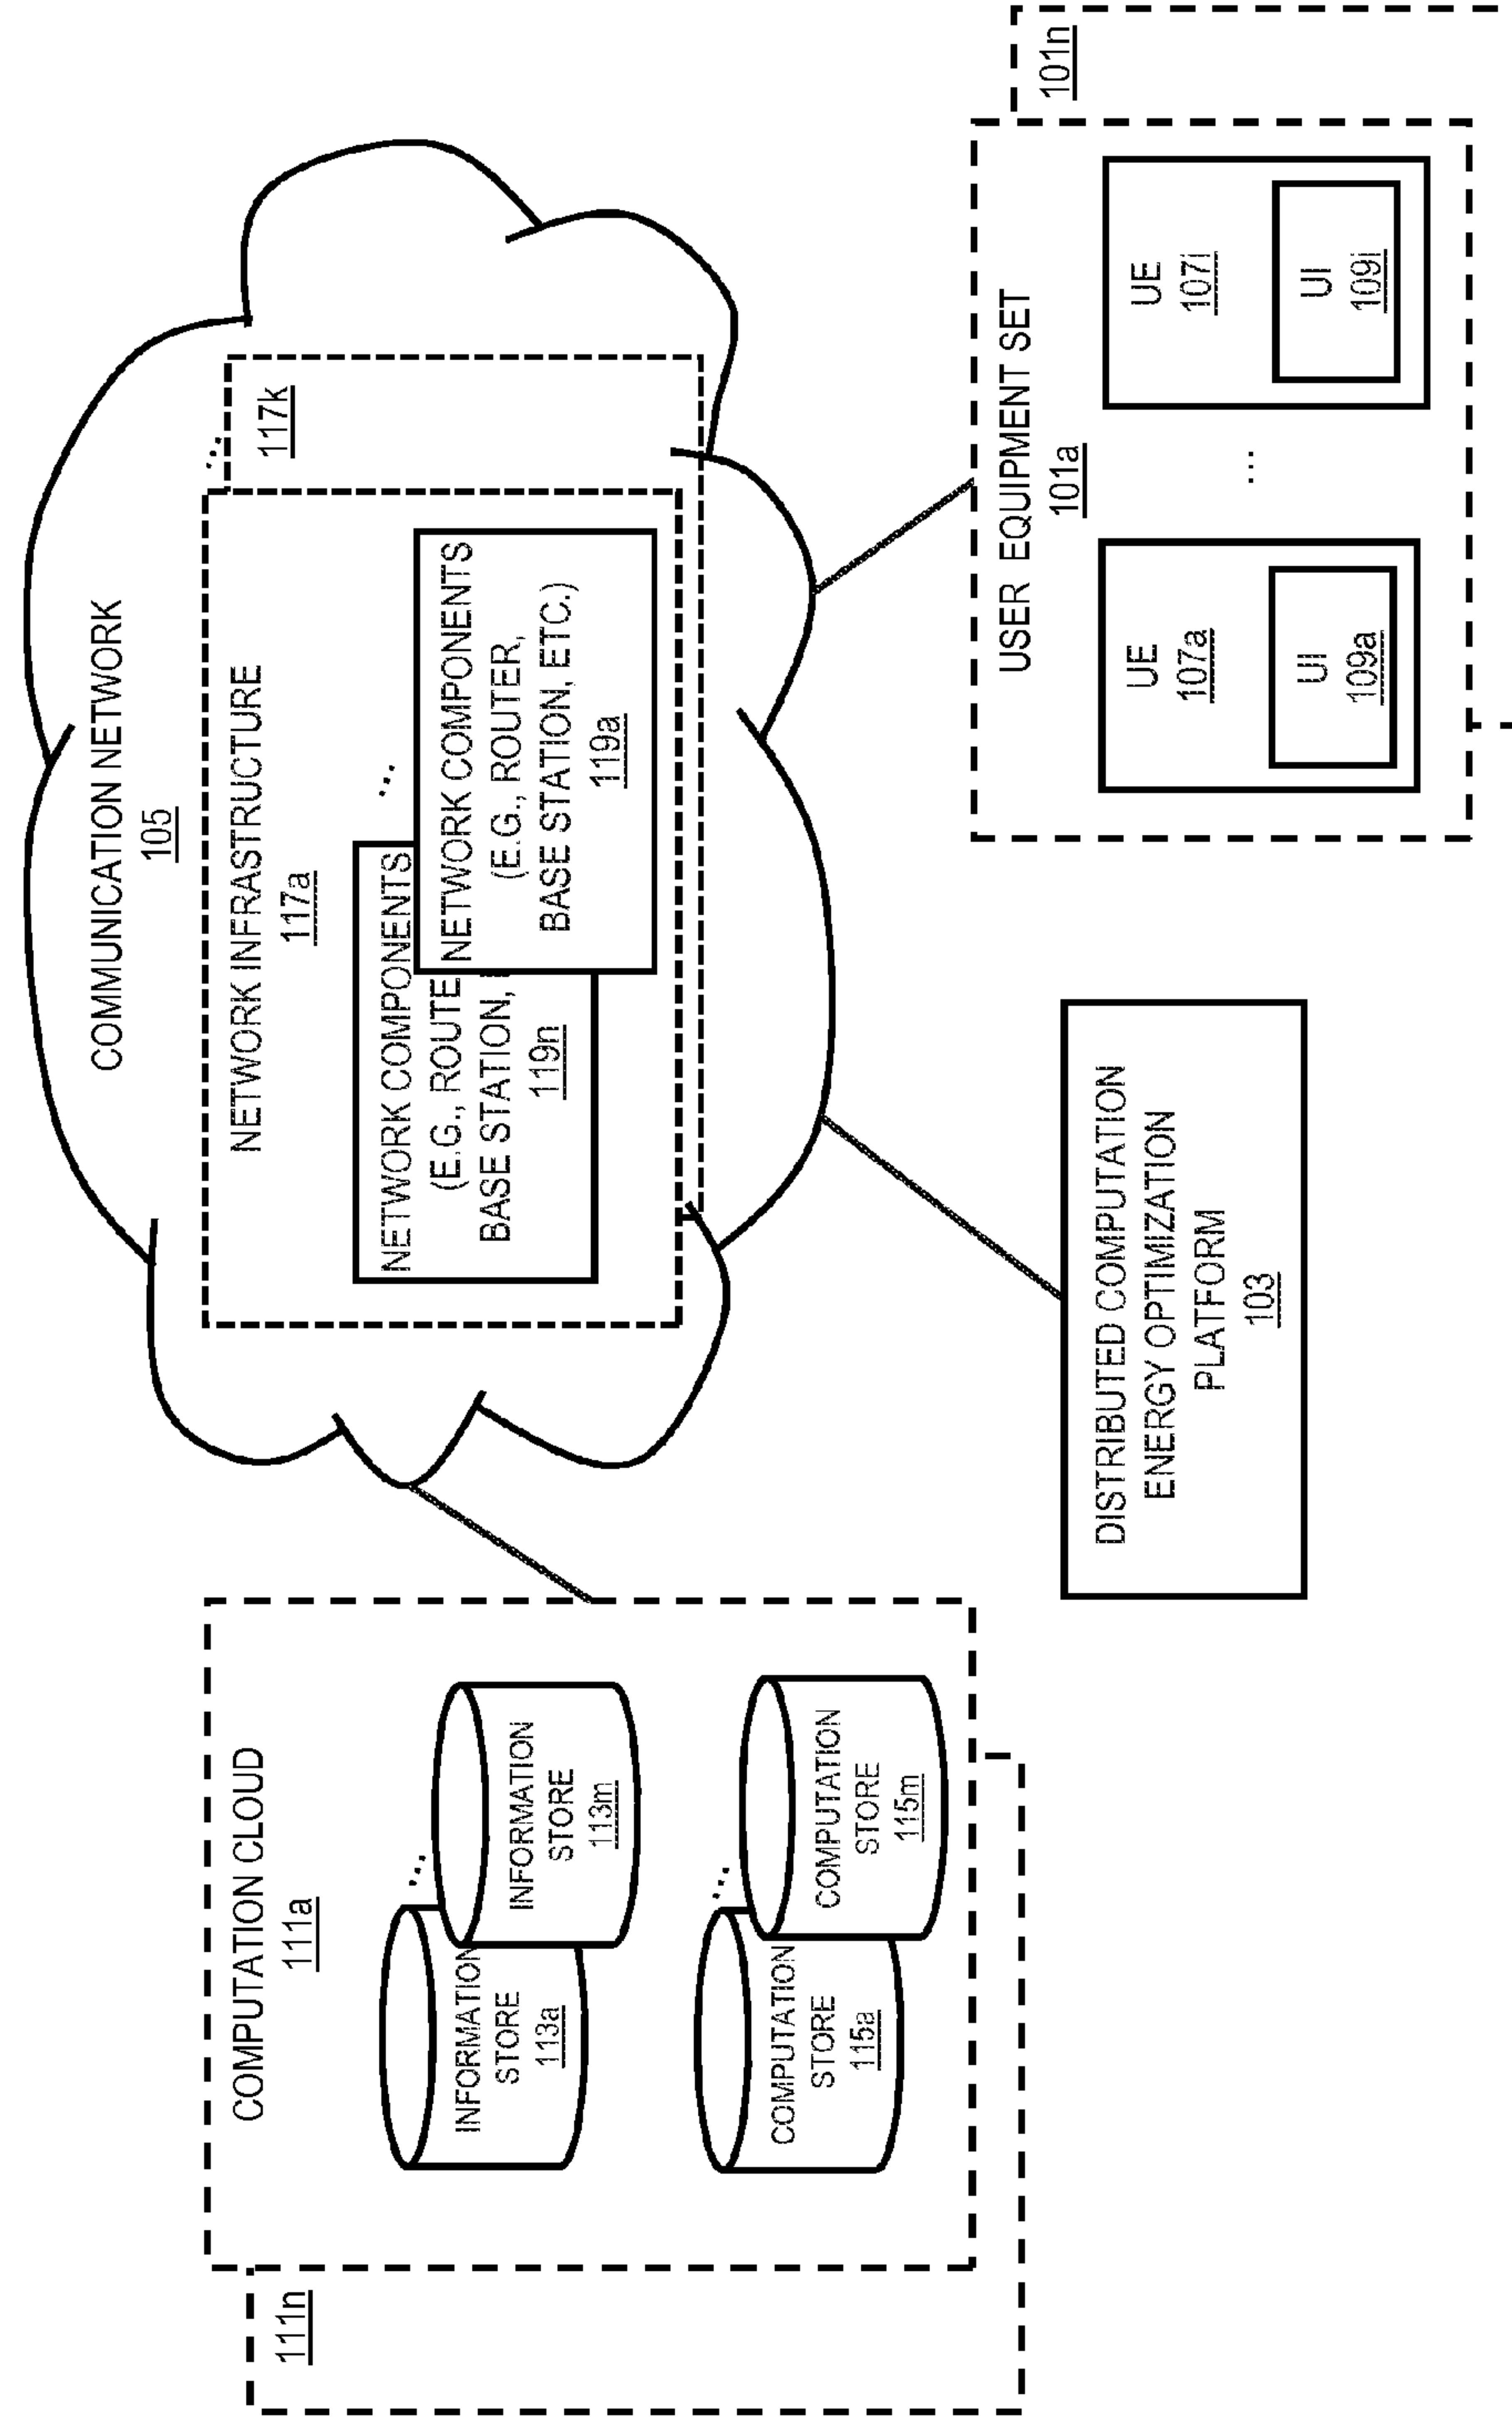 COMMUNICATION NETWORK
105
NETWORK INFRASTRUCTURE
117a
117k
...
NETWORK COMPONENTS
(E.G., ROUTE
BASE STATION,
119n
...
NETWORK COMPONENTS
(E.G., ROUTER,
BASE STATION, ETC.)
119a
COMPUTATION CLOUD
111a
111n
INFORMATION
STORE
113a
...
INFORMATION
STORE
113m
COMPUTATION
STORE
115a
...
COMPUTATION
STORE
115m
DISTRIBUTED COMPUTATION
ENERGY OPTIMIZATION
PLATFORM
103
USER EQUIPMENT SET
101a
101n
UE
107a
UI
109a
...
UE
107i
UI
109i